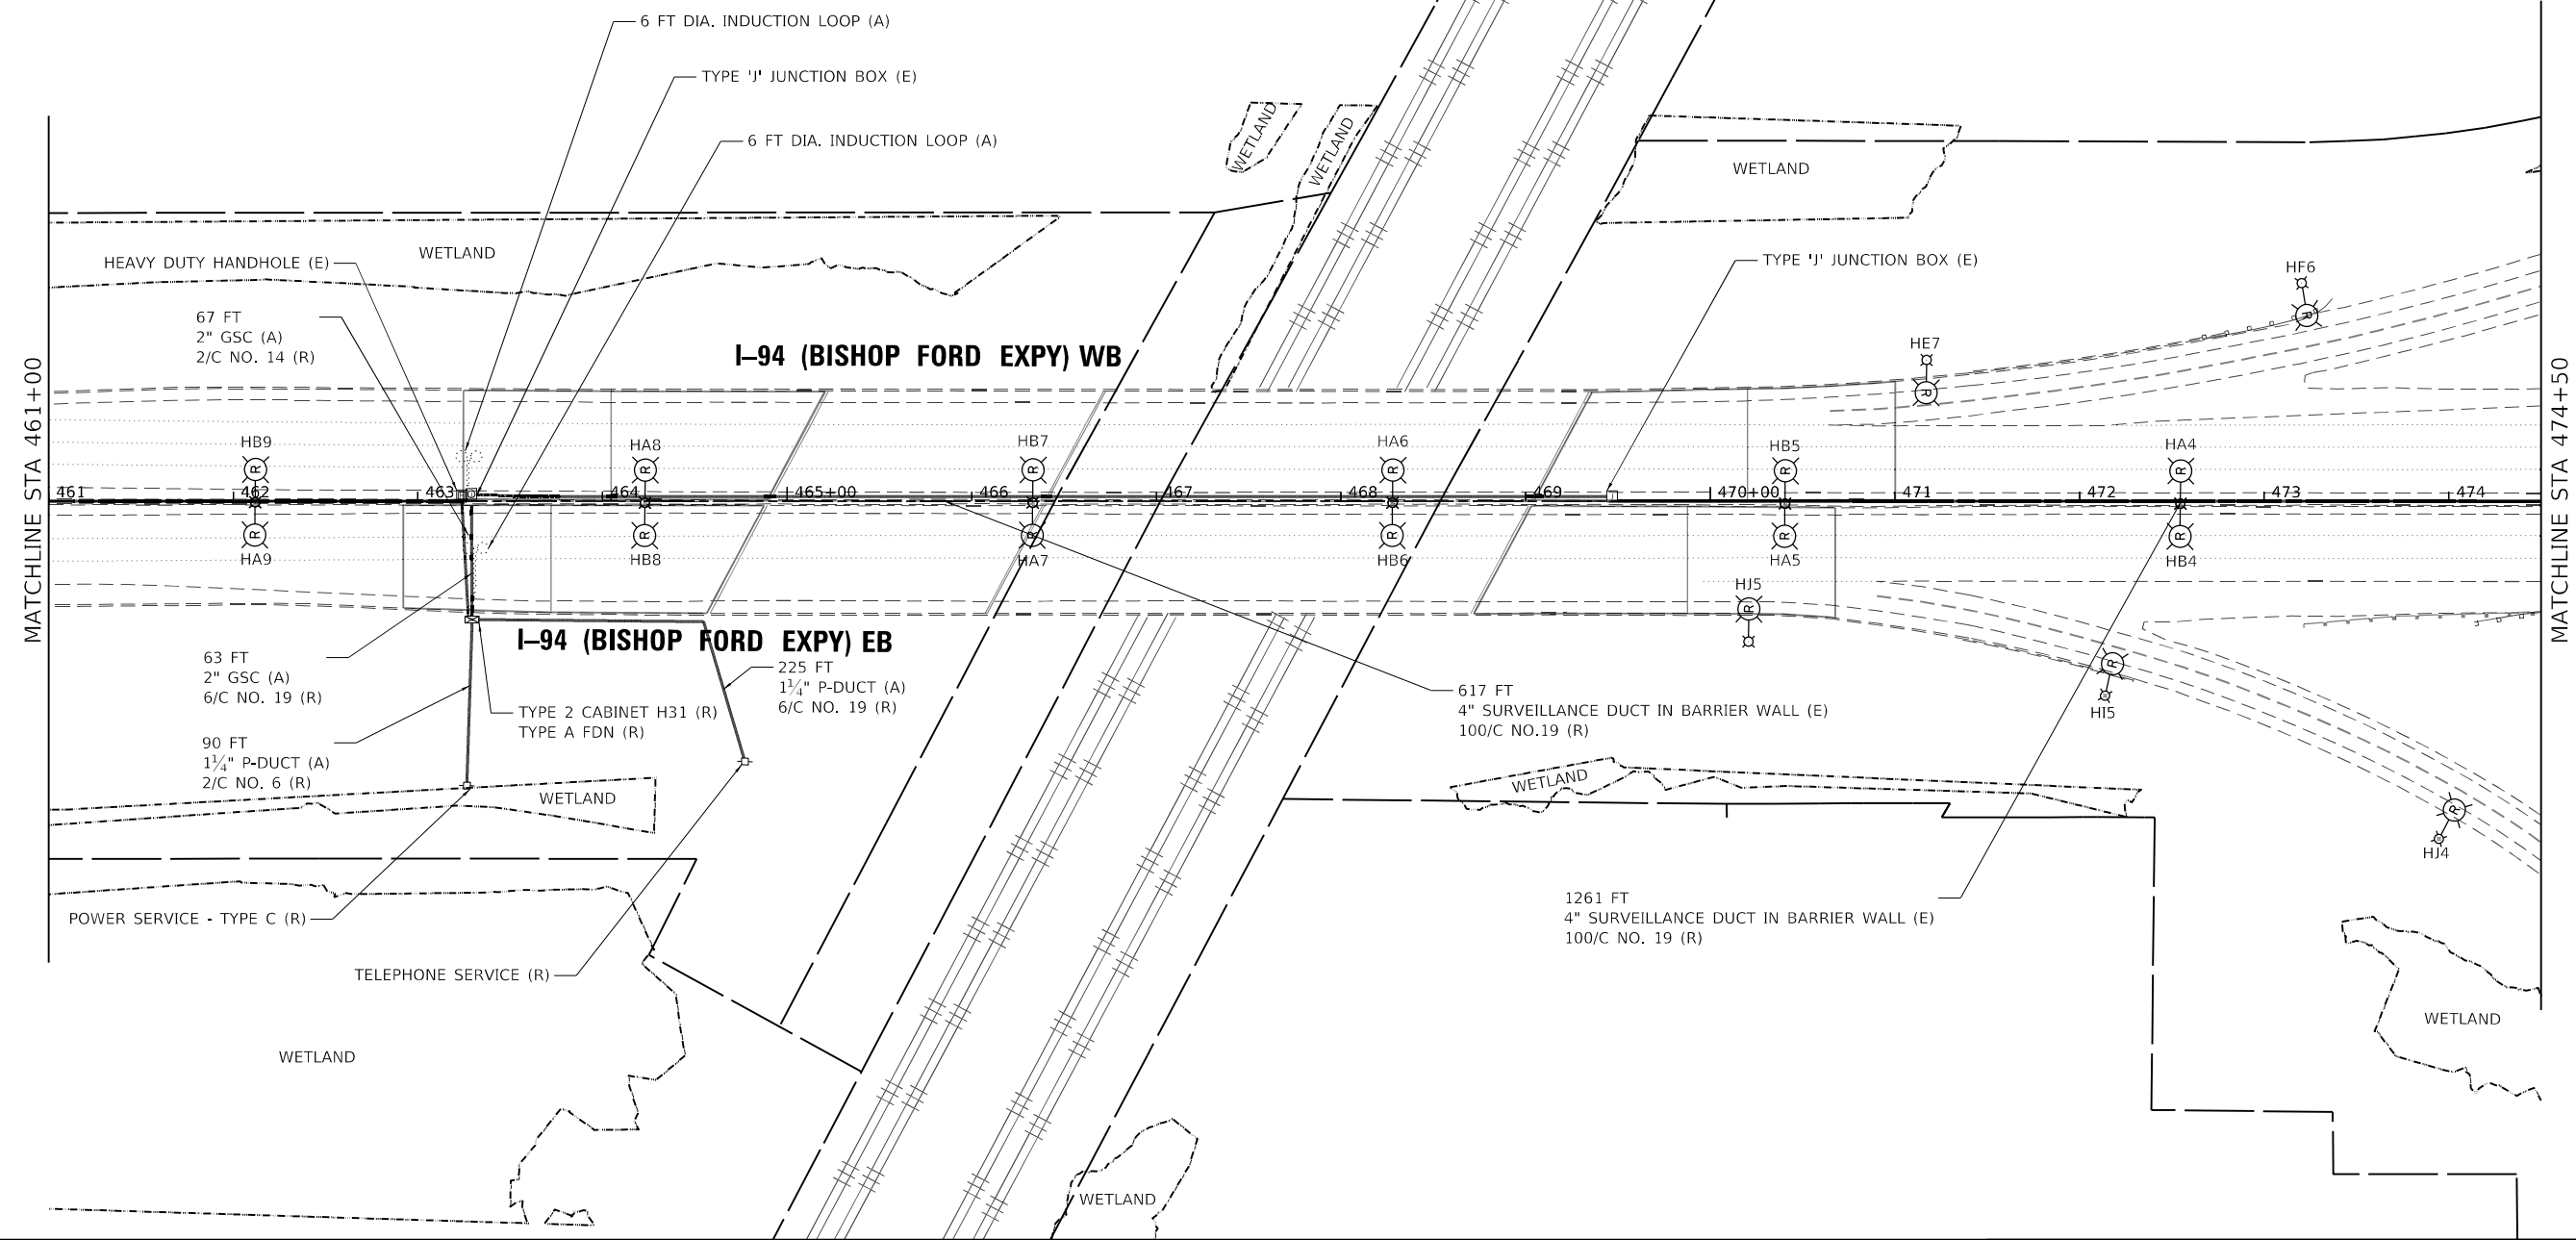 6 FT DIA. INDUCTION LOOP (A)
TYPE 'J' JUNCTION BOX (E)
6 FT DIA. INDUCTION LOOP (A)
WETLAND
WETLAND
WETLAND
WETLAND
HEAVY DUTY HANDHOLE (E)
TYPE 'J' JUNCTION BOX (E)
HF6
R
67 FT
2" GSC (A)
2/C NO. 14 (R)
I-94 (BISHOP FORD EXPY) WB
HE7
R
MATCHLINE STA 461+00
MATCHLINE STA 474+50
HB9
HA8
HB7
HA6
HB5
HA4
R
R
R
R
R
R
461
462
463
464
465+00
466
467
468
469
470+00
471
472
473
474
R
R
R
R
R
R
HA9
HB8
HA7
HB6
HA5
HB4
HJ5
R
I-94 (BISHOP FORD EXPY) EB
63 FT
2" GSC (A)
6/C NO. 19 (R)
225 FT
1¼" P-DUCT (A)
6/C NO. 19 (R)
R
HI5
TYPE 2 CABINET H31 (R)
TYPE A FDN (R)
617 FT
4" SURVEILLANCE DUCT IN BARRIER WALL (E)
100/C NO.19 (R)
90 FT
1¼" P-DUCT (A)
2/C NO. 6 (R)
WETLAND
WETLAND
R
HJ4
POWER SERVICE - TYPE C (R)
1261 FT
4" SURVEILLANCE DUCT IN BARRIER WALL (E)
100/C NO. 19 (R)
TELEPHONE SERVICE (R)
WETLAND
WETLAND
WETLAND